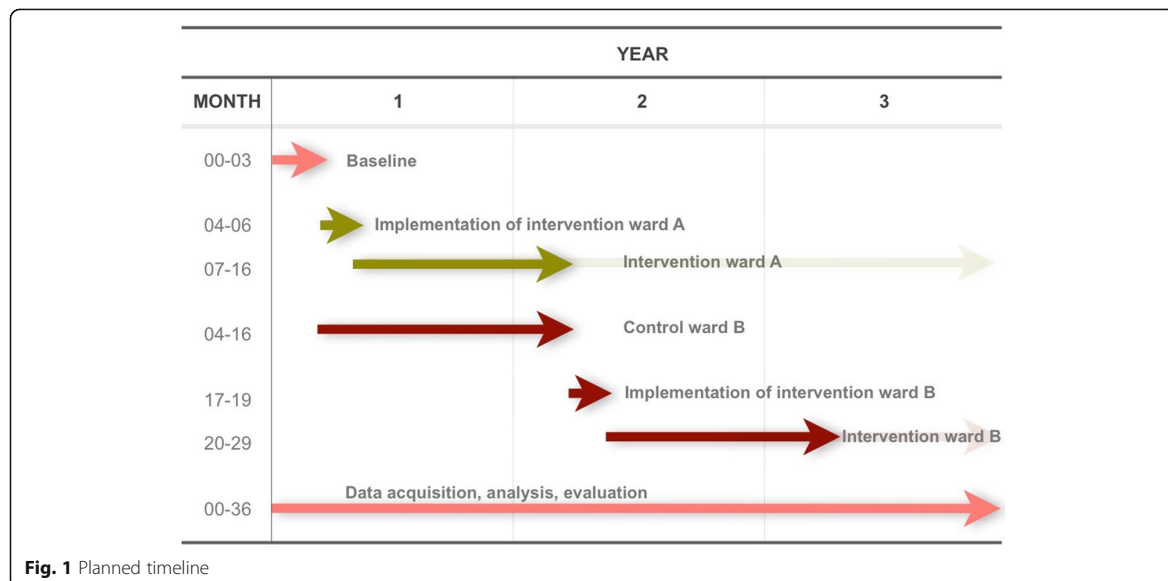 YEAR
MONTH 1 2 3
00-03 Baseline
04-06 Implementation of intervention ward A
07-16 Intervention ward A
04-16 Control ward B
17-19 Implementation of intervention ward B
20-29 Intervention ward B
00-36 Data acquisition, analysis, evaluation
Fig. 1 Planned timeline